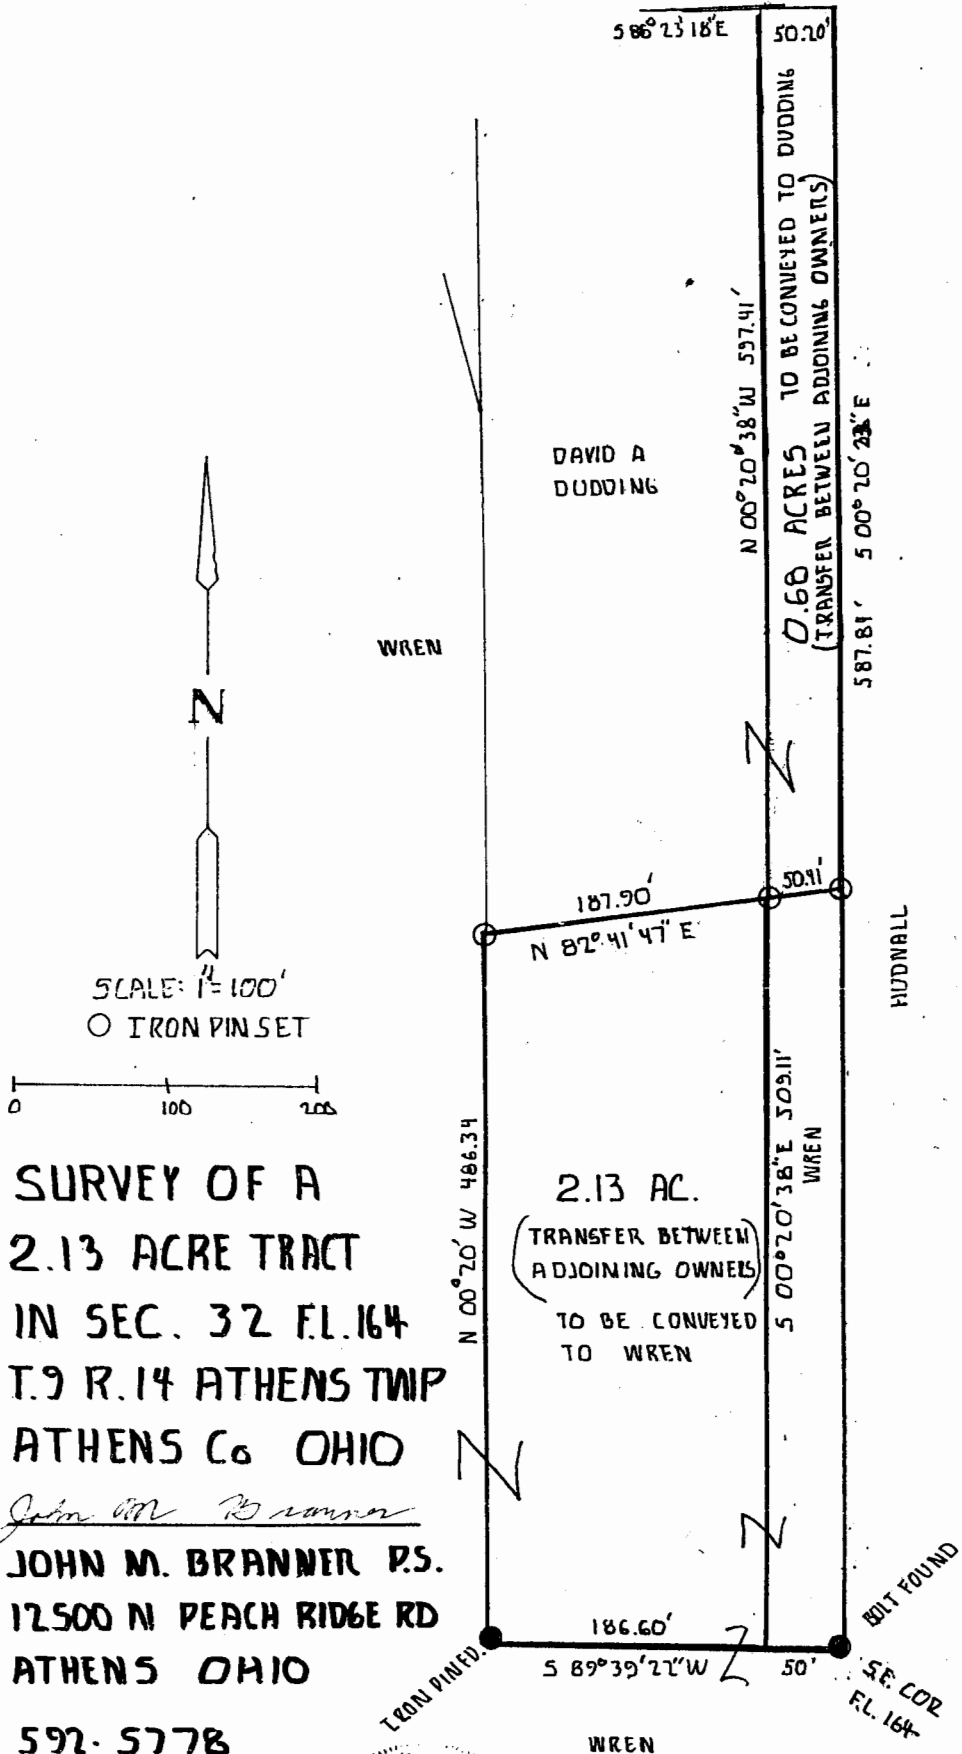 S 86° 23' 18" E
50.20'
0.68 ACRES TO BE CONVEYED TO DUDDING
(TRANSFER BETWEEN ADJOINING OWNERS)
N 00° 20' 38" W 597.41'
587.81' S 00° 20'
E
DAVID A
DUDDING
WREN
N
187.90'
N 82° 41' 47" E
50.41'
HUDNALL
SCALE: 1" = 100'
O IRON PIN SET
0 100 200
N 00° 20' W 486.34
2.13 AC.
(TRANSFER BETWEEN
ADJOINING OWNERS)
TO BE CONVEYED
TO WREN
S 00° 20' 38" E 509.11'
WREN
SURVEY OF A
2.13 ACRE TRACT
IN SEC. 32 F.L. 164
T.9 R.14 ATHENS TWP
ATHENS Co OHIO
John M Branner
JOHN M. BRANNER P.S.
12500 N PEACH RIDGE RD
ATHENS OHIO
592-5778
186.60'
S 89° 39' 22" W
50'
IRON PIN FD.
BOLT FOUND
S.E. COR
F.L. 164
WREN